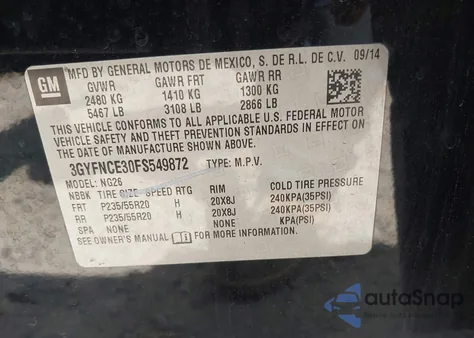 GM
MFD BY GENERAL MOTORS DE MEXICO, S. DE R.L. DE C.V. 09/14
GVWR GAWR FRT GAWR RR
2480 KG 1410 KG 1300 KG
5467 LB 3108 LB 2866 LB
THIS VEHICLE CONFORMS TO ALL APPLICABLE U.S. FEDERAL MOTOR
VEHICLE SAFETY, BUMPER, AND THEFT PREVENTION STANDARDS IN
EFFECT ON THE DATE OF MANUFACTURE SHOWN ABOVE.
3GYFNCE30FS549872 TYPE: M.P.V.
MODEL: NG26
NBBK TIRE SIZE SPEED RTG RIM COLD TIRE PRESSURE
FRT P235/55R20 H 20X8J 240KPA(35PSI)
RR P235/55R20 H 20X8J 240KPA(35PSI)
SPA NONE NONE KPA(PSI)
SEE OWNER'S MANUAL FOR MORE INFORMATION.
autoSnap